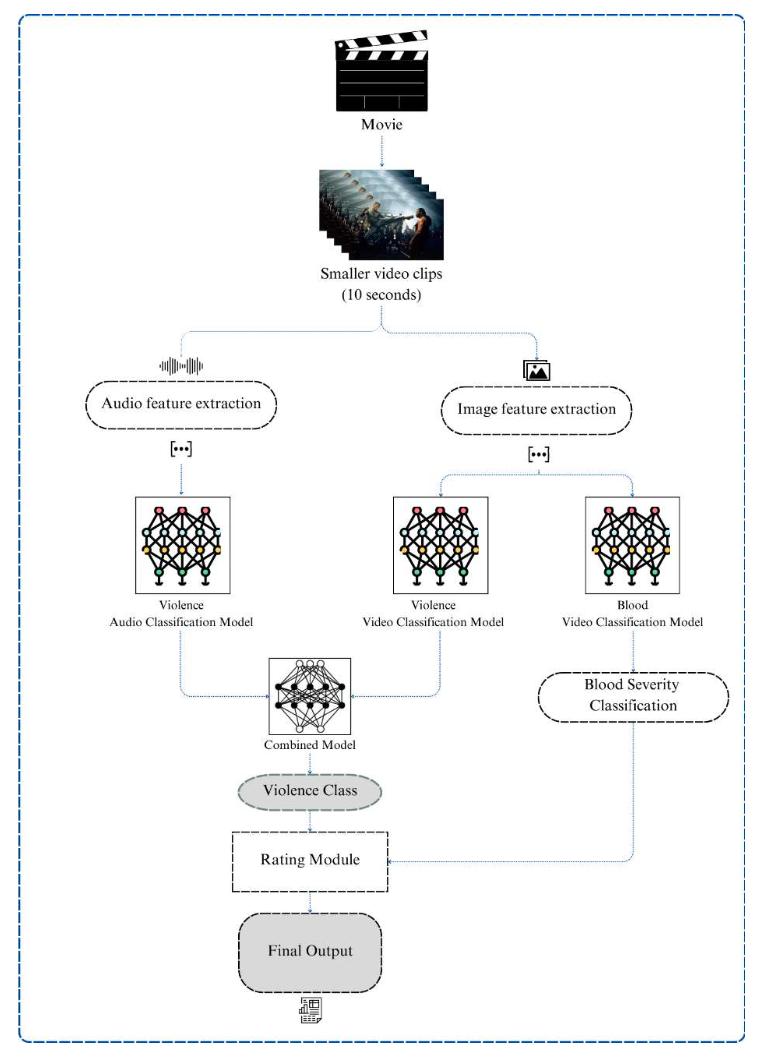 Movie
Smaller video clips
(10 seconds)
Audio feature extraction
Image feature extraction
[•••]
[•••]
Violence
Audio Classification Model
Violence
Video Classification Model
Blood
Video Classification Model
Blood Severity
Classification
Combined Model
Violence Class
Rating Module
Final Output